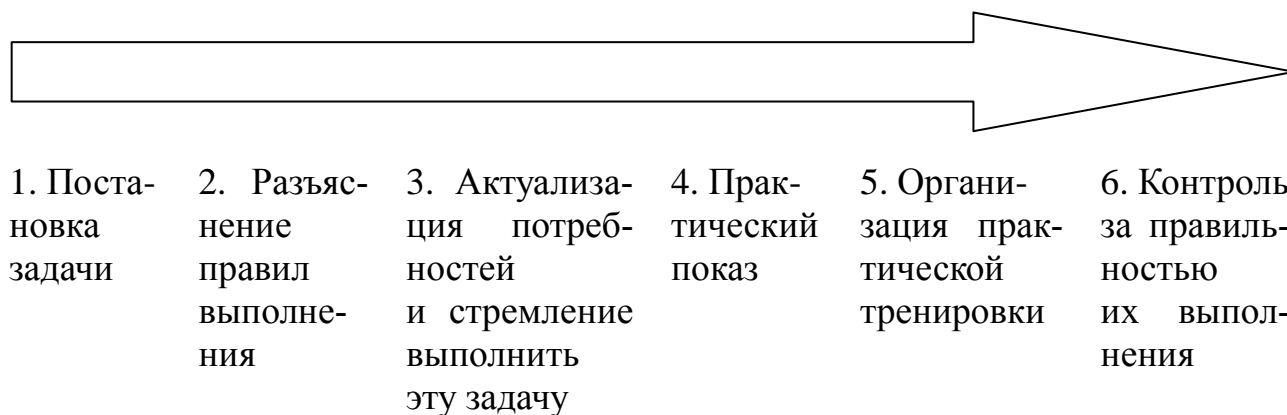 1. Поста-
новка
задачи
2. Разъяс-
нение
правил
выполне-
ния
3. Актуализа-
ция потреб-
ностей
и стремление
выполнить
эту задачу
4. Прак-
тический
показ
5. Органи-
зация прак-
тической
тренировки
6. Контроль
за правиль-
ностью
их выпол-
нения